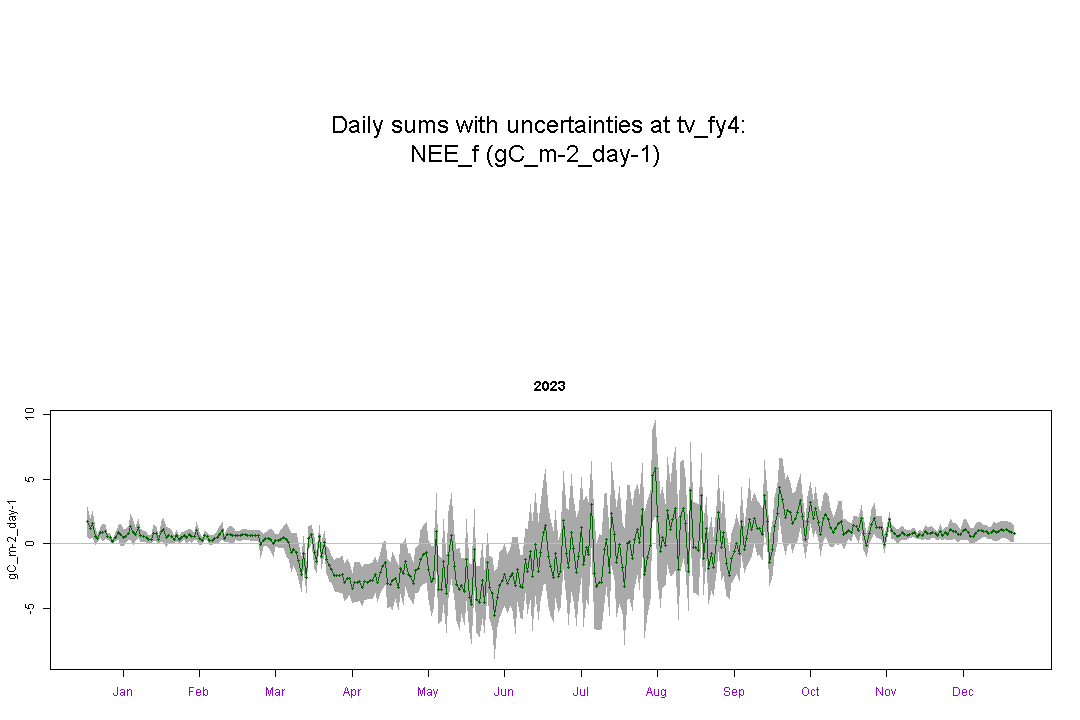 Daily sums with uncertainties at tv_fy4:
NEE_f (gC_m-2_day-1)
2023
gC_m-2_day-1
10
5
0
-5
Jan Feb Mar Apr May Jun Jul Aug Sep Oct Nov Dec